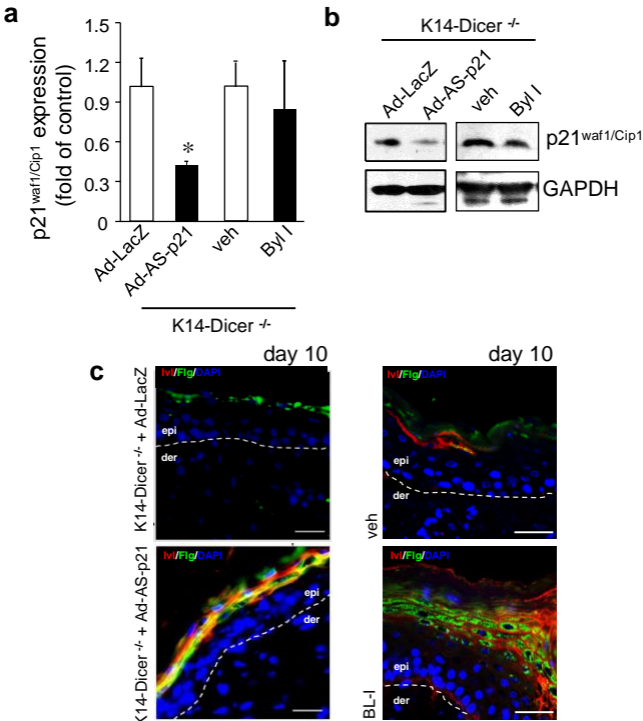 a
p21waf1/Cip1 expression
(fold of control)
1.5
1.2
0.9
0.6
0.3
0
*
Ad-LacZ
Ad-AS-p21
veh
Byl I
K14-Dicer -/-
b
K14-Dicer -/-
Ad-LacZ
Ad-AS-p21
veh
Byl I
p21waf1/Cip1
GAPDH
c
day 10
day 10
K14-Dicer -/- + Ad-LacZ
Ivl/Flg/DAPI
epi
der
veh
Ivl/Flg/DAPI
epi
der
K14-Dicer -/- + Ad-AS-p21
Ivl/Flg/DAPI
epi
der
BL-I
Ivl/Flg/DAPI
epi
der